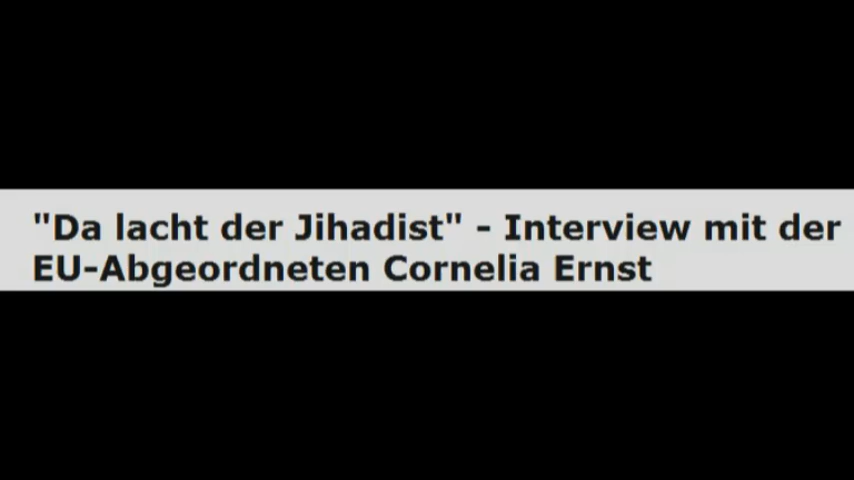 "Da lacht der Jihadist" - Interview mit der
EU-Abgeordneten Cornelia Ernst